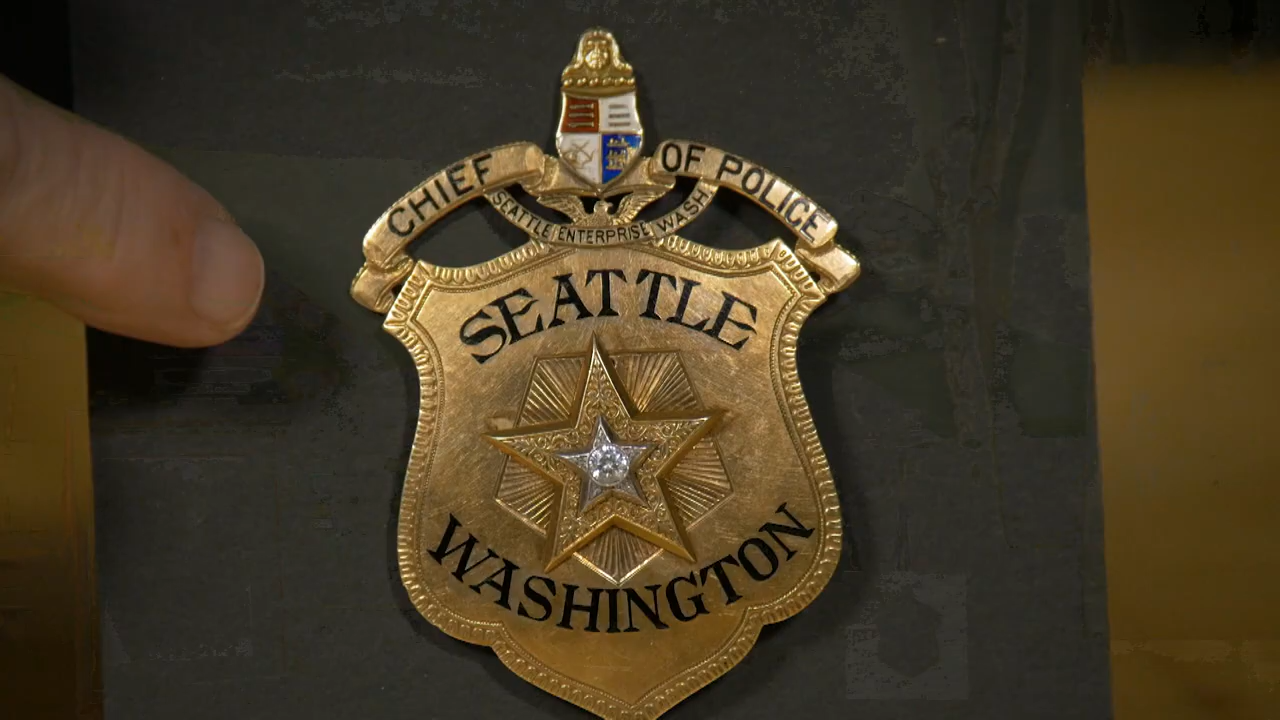 CHIEF OF POLICE
SEATTLE ENTERPRISE WASH
SEATTLE
WASHINGTON